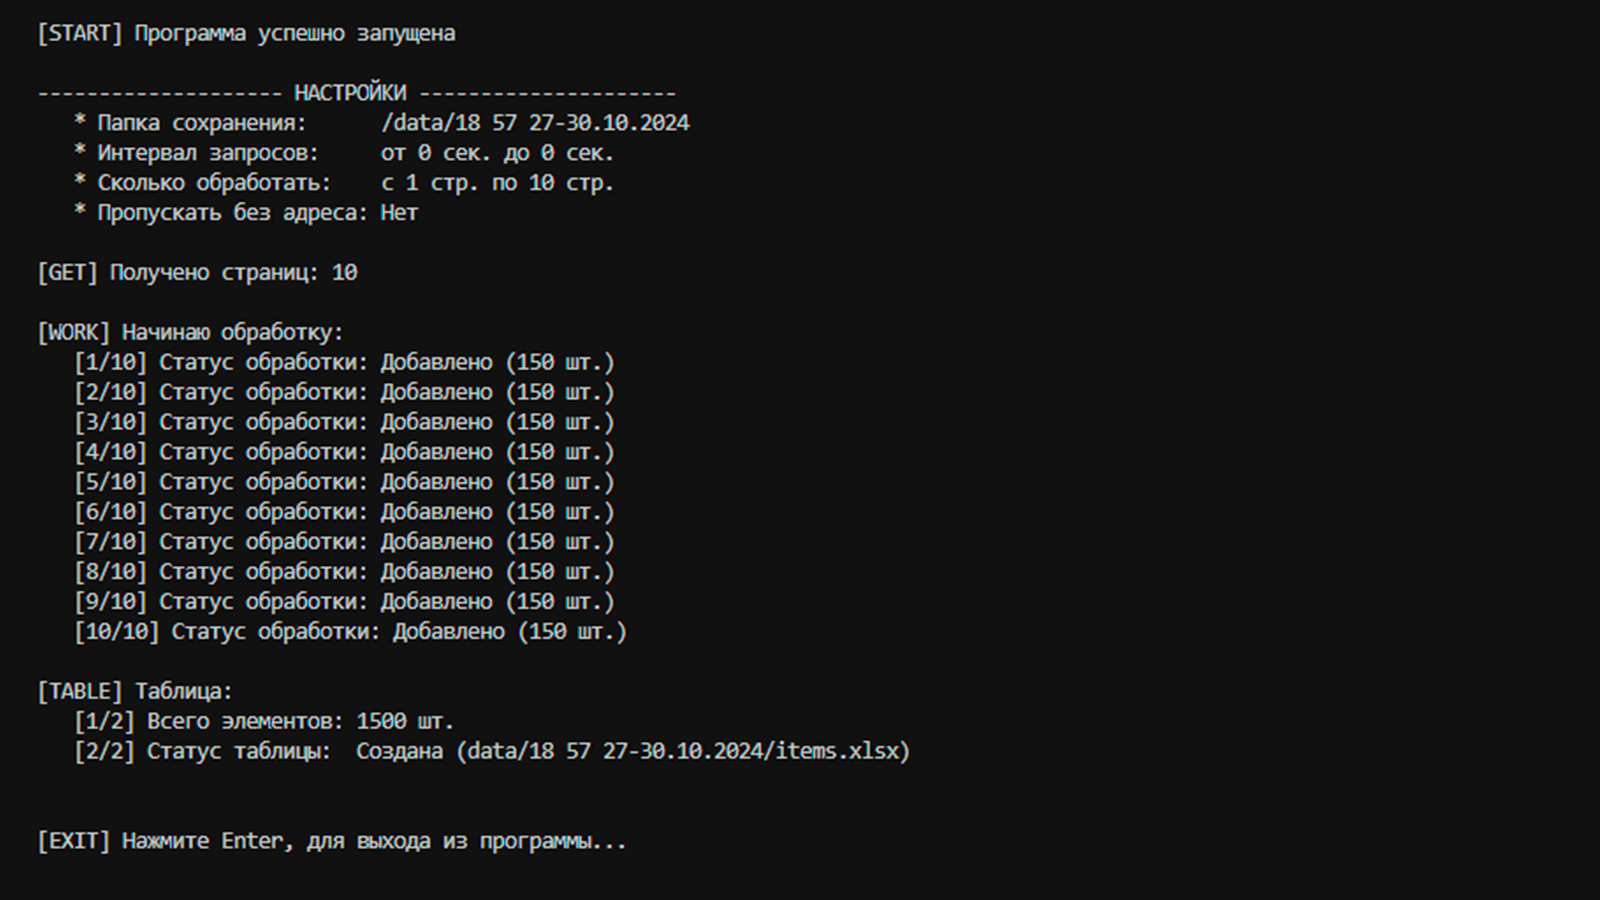 [START] Программа успешно запущена
-------------------- НАСТРОЙКИ ---------------------
* Папка сохранения: /data/18 57 27-30.10.2024
* Интервал запросов: от 0 сек. до 0 сек.
* Сколько обработать: с 1 стр. по 10 стр.
* Пропускать без адреса: Нет
[GET] Получено страниц: 10
[WORK] Начинаю обработку:
[1/10] Статус обработки: Добавлено (150 шт.)
[2/10] Статус обработки: Добавлено (150 шт.)
[3/10] Статус обработки: Добавлено (150 шт.)
[4/10] Статус обработки: Добавлено (150 шт.)
[5/10] Статус обработки: Добавлено (150 шт.)
[6/10] Статус обработки: Добавлено (150 шт.)
[7/10] Статус обработки: Добавлено (150 шт.)
[8/10] Статус обработки: Добавлено (150 шт.)
[9/10] Статус обработки: Добавлено (150 шт.)
[10/10] Статус обработки: Добавлено (150 шт.)
[TABLE] Таблица:
[1/2] Всего элементов: 1500 шт.
[2/2] Статус таблицы: Создана (data/18 57 27-30.10.2024/items.xlsx)
[EXIT] Нажмите Enter, для выхода из программы...